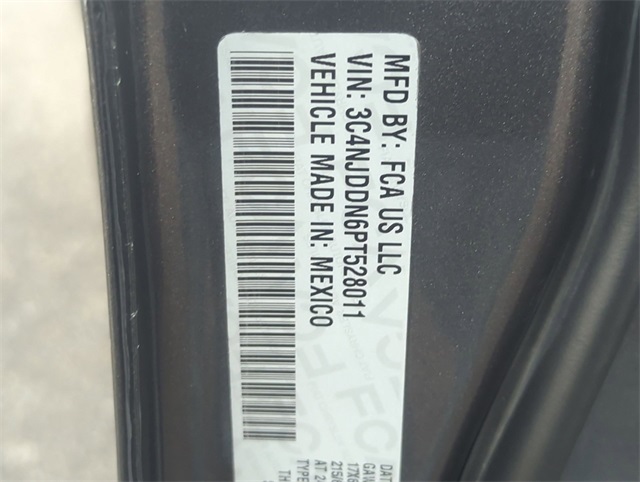 MFD BY: FCA US LLC
VIN: 3C4NJDDN6PT528011
VEHICLE MADE IN: MEXICO